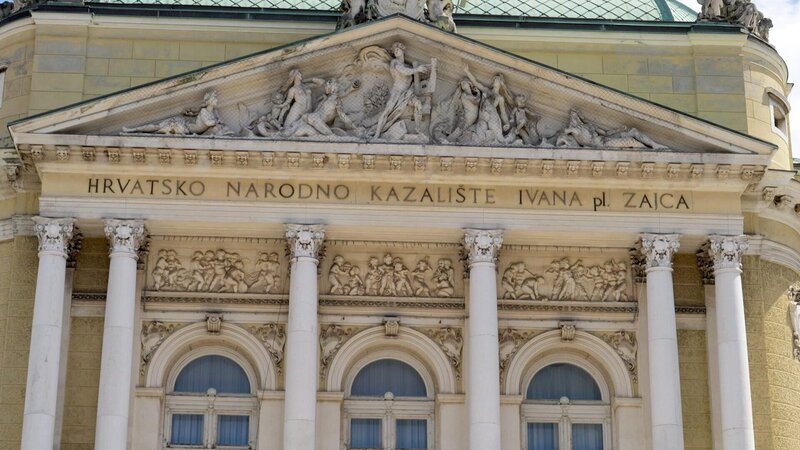 HRVATSKO NARODNO KAZALIŠTE IVANA pl. ZAJCA